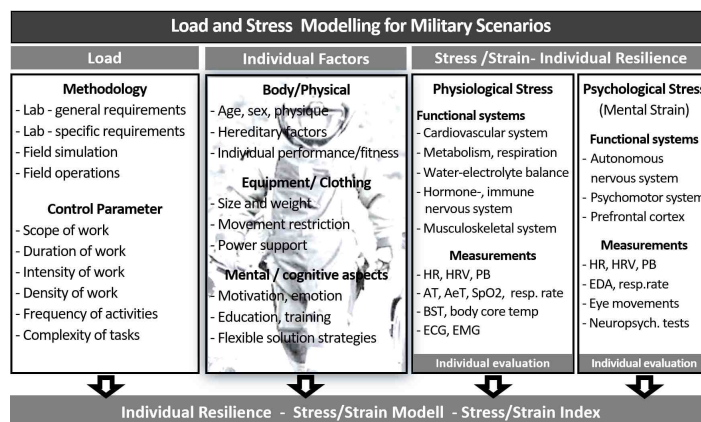 Load and Stress Modelling for Military Scenarios
Load
Methodology
- Lab - general requirements
- Lab - specific requirements
- Field simulation
- Field operations
Control Parameter
- Scope of work
- Duration of work
- Intensity of work
- Density of work
- Frequency of activities
- Complexity of tasks
Individual Factors
Body/Physical
- Age, sex, physique
- Hereditary factors
- Individual performance/fitness
Equipment/ Clothing
- Size and weight
- Movement restriction
- Power support
Mental / cognitive aspects
- Motivation, emotion
- Education, training
- Flexible solution strategies
Stress /Strain- Individual Resilience
Physiological Stress
Functional systems
- Cardiovascular system
- Metabolism, respiration
- Water-electrolyte balance
- Hormone-, immune
nervous system
- Musculoskeletal system
Measurements
- HR, HRV, PB
- AT, AeT, SpO2, resp. rate
- BST, body core temp
- ECG, EMG
Individual evaluation
Psychological Stress
(Mental Strain)
Functional systems
- Autonomous
nervous system
- Psychomotor system
- Prefrontal cortex
Measurements
- HR, HRV, PB
- EDA, resp.rate
- Eye movements
- Neuropsych. tests
Individual evaluation
Individual Resilience - Stress/Strain Modell - Stress/Strain Index